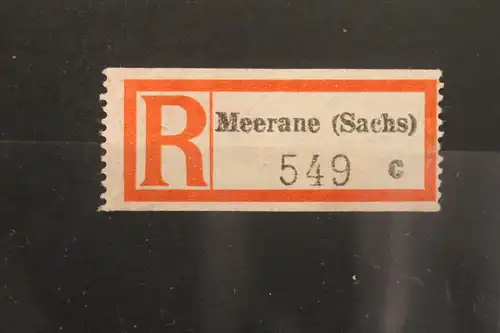 R
Meerane (Sachs)
549 c